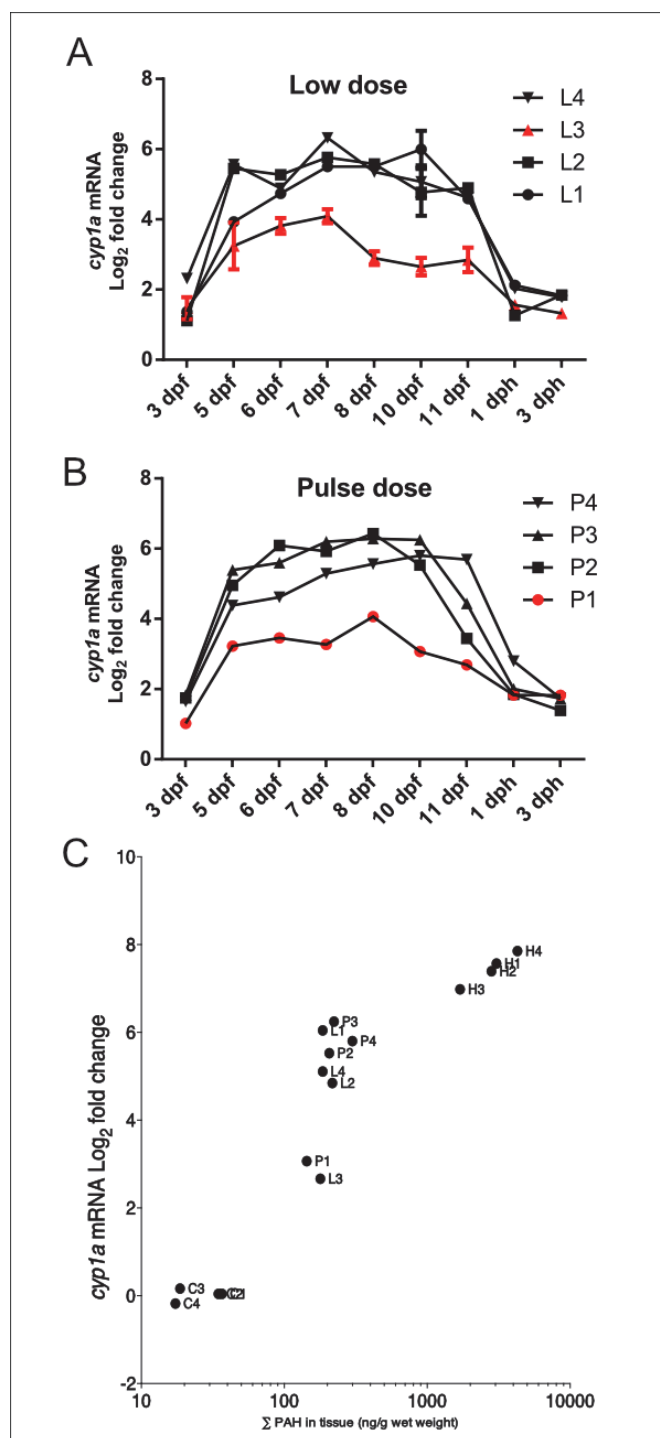 A
Low dose
L4
L3
L2
L1
cyp1a mRNA
Log2 fold change
8
6
4
2
0
3 dpf
5 dpf
6 dpf
7 dpf
8 dpf
10 dpf
11 dpf
1 dph
3 dph
B
Pulse dose
P4
P3
P2
P1
cyp1a mRNA
Log2 fold change
8
6
4
2
0
3 dpf
5 dpf
6 dpf
7 dpf
8 dpf
10 dpf
11 dpf
1 dph
3 dph
C
cyp1a mRNA Log2 fold change
10
8
6
4
2
0
-2
H4
H1
H2
H3
P3
L1
P4
P2
L4
L2
P1
L3
C3
C4
10
100
1000
10000
∑ PAH in tissue (ng/g wet weight)